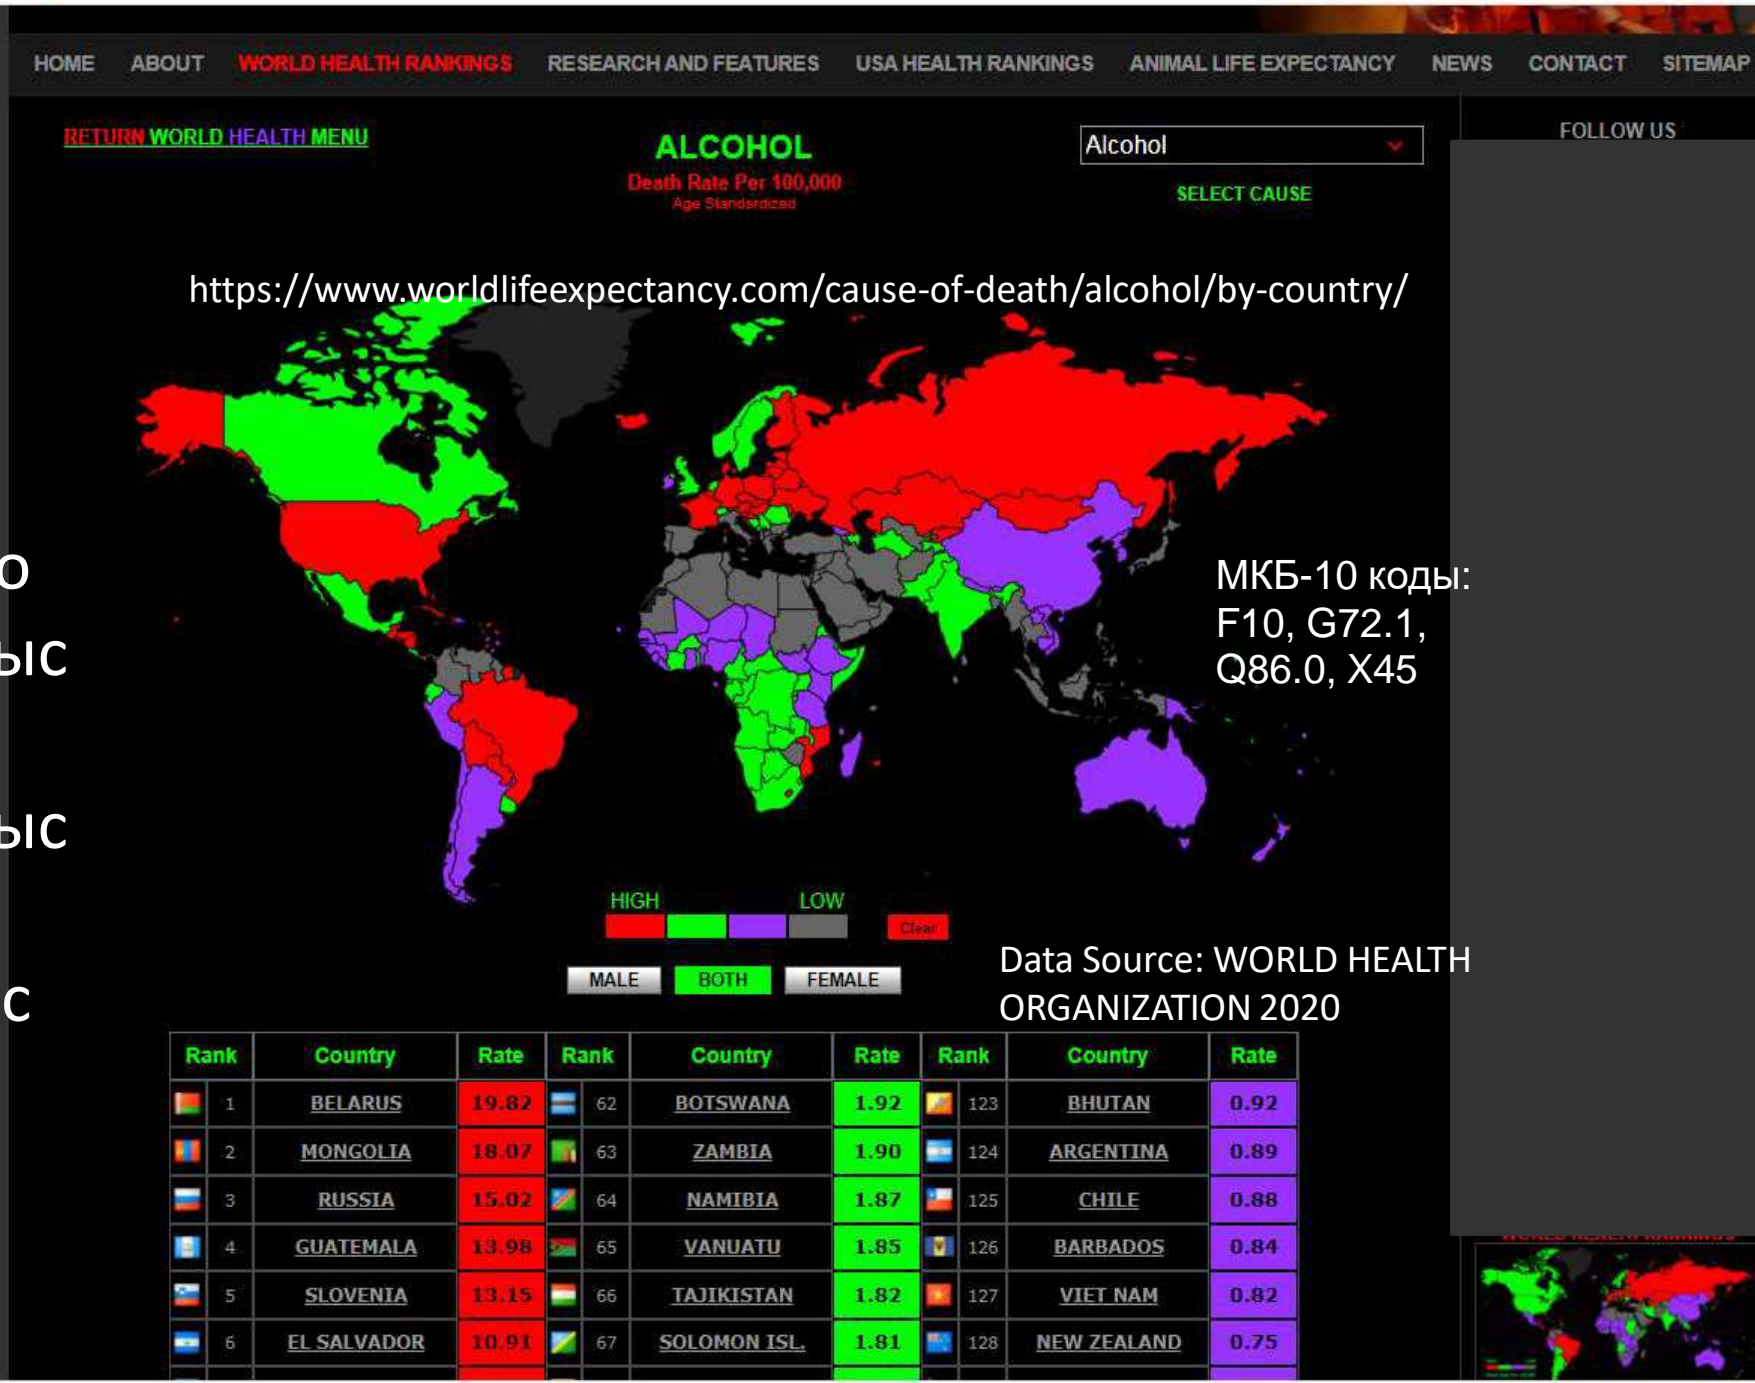 HOME ABOUT WORLD HEALTH RANKINGS RESEARCH AND FEATURES USA HEALTH RANKINGS ANIMAL LIFE EXPECTANCY NEWS CONTACT SITEMAP
RETURN WORLD HEALTH MENU
ALCOHOL
Death Rate Per 100,000
Age Standardized
Alcohol
SELECT CAUSE
FOLLOW US
https://www.worldlifeexpectancy.com/cause-of-death/alcohol/by-country/
о
ыс
ыс
с
МКБ-10 коды:
F10, G72.1,
Q86.0, X45
HIGH LOW
Clear
MALE BOTH FEMALE
Data Source: WORLD HEALTH
ORGANIZATION 2020
Rank Country Rate Rank Country Rate Rank Country Rate
1 BELARUS 19.82 62 BOTSWANA 1.92 123 BHUTAN 0.92
2 MONGOLIA 18.07 63 ZAMBIA 1.90 124 ARGENTINA 0.89
3 RUSSIA 15.02 64 NAMIBIA 1.87 125 CHILE 0.88
4 GUATEMALA 13.98 65 VANUATU 1.85 126 BARBADOS 0.84
5 SLOVENIA 13.15 66 TAJIKISTAN 1.82 127 VIET NAM 0.82
6 EL SALVADOR 10.91 67 SOLOMON ISL. 1.81 128 NEW ZEALAND 0.75
WORLD HEALTH RANKINGS